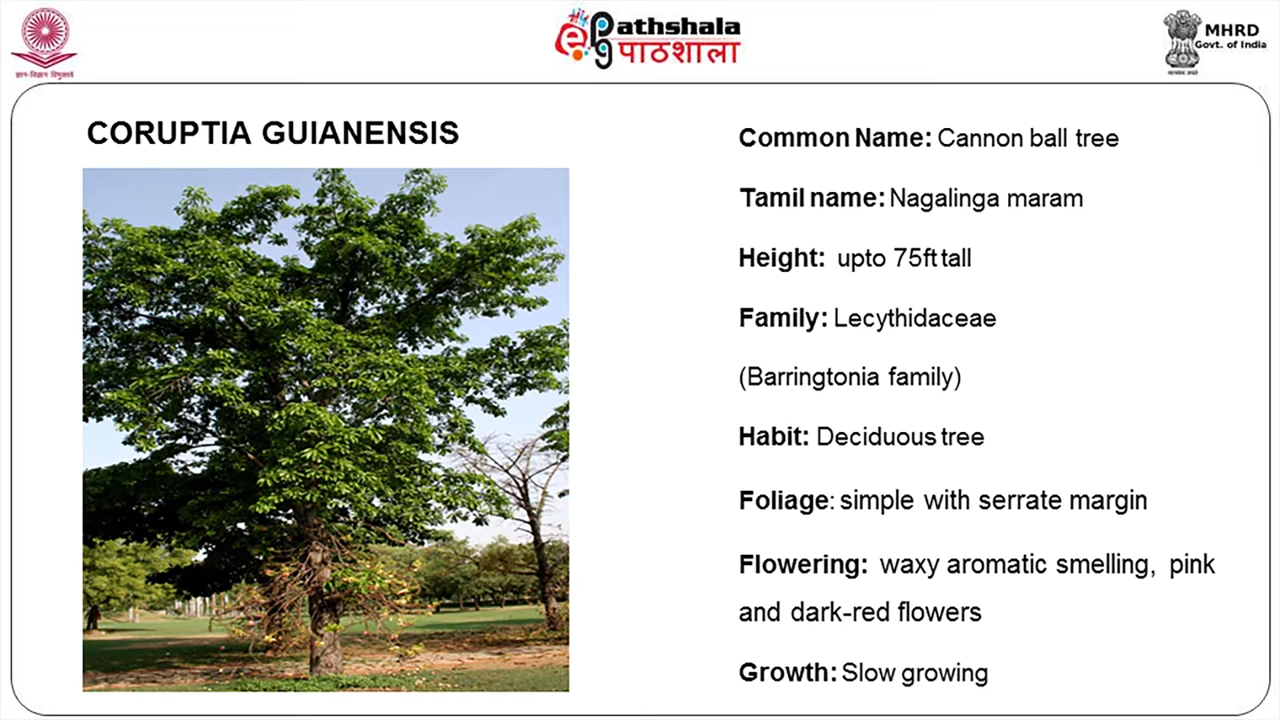 ज्ञान-विज्ञान विमुक्तये
Pathshala
पाठशाला
MHRD
Govt. of India
CORUPTIA GUIANENSIS
Common Name: Cannon ball tree
Tamil name: Nagalinga maram
Height: upto 75ft tall
Family: Lecythidaceae
(Barringtonia family)
Habit: Deciduous tree
Foliage: simple with serrate margin
Flowering: waxy aromatic smelling, pink
and dark-red flowers
Growth: Slow growing